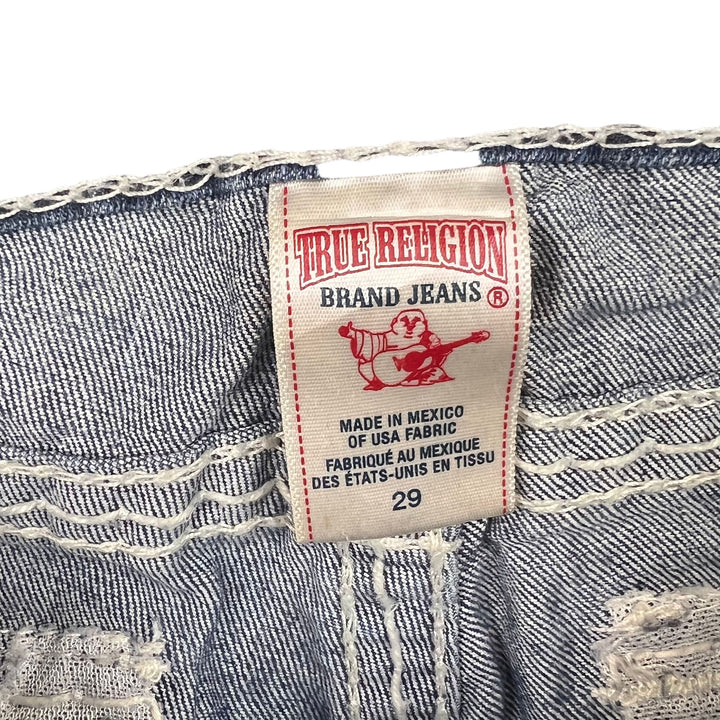 TRUE RELIGION
BRAND JEANS ®
MADE IN MEXICO
OF USA FABRIC
FABRIQUÉ AU MEXIQUE
DES ÉTATS-UNIS EN TISSU
29